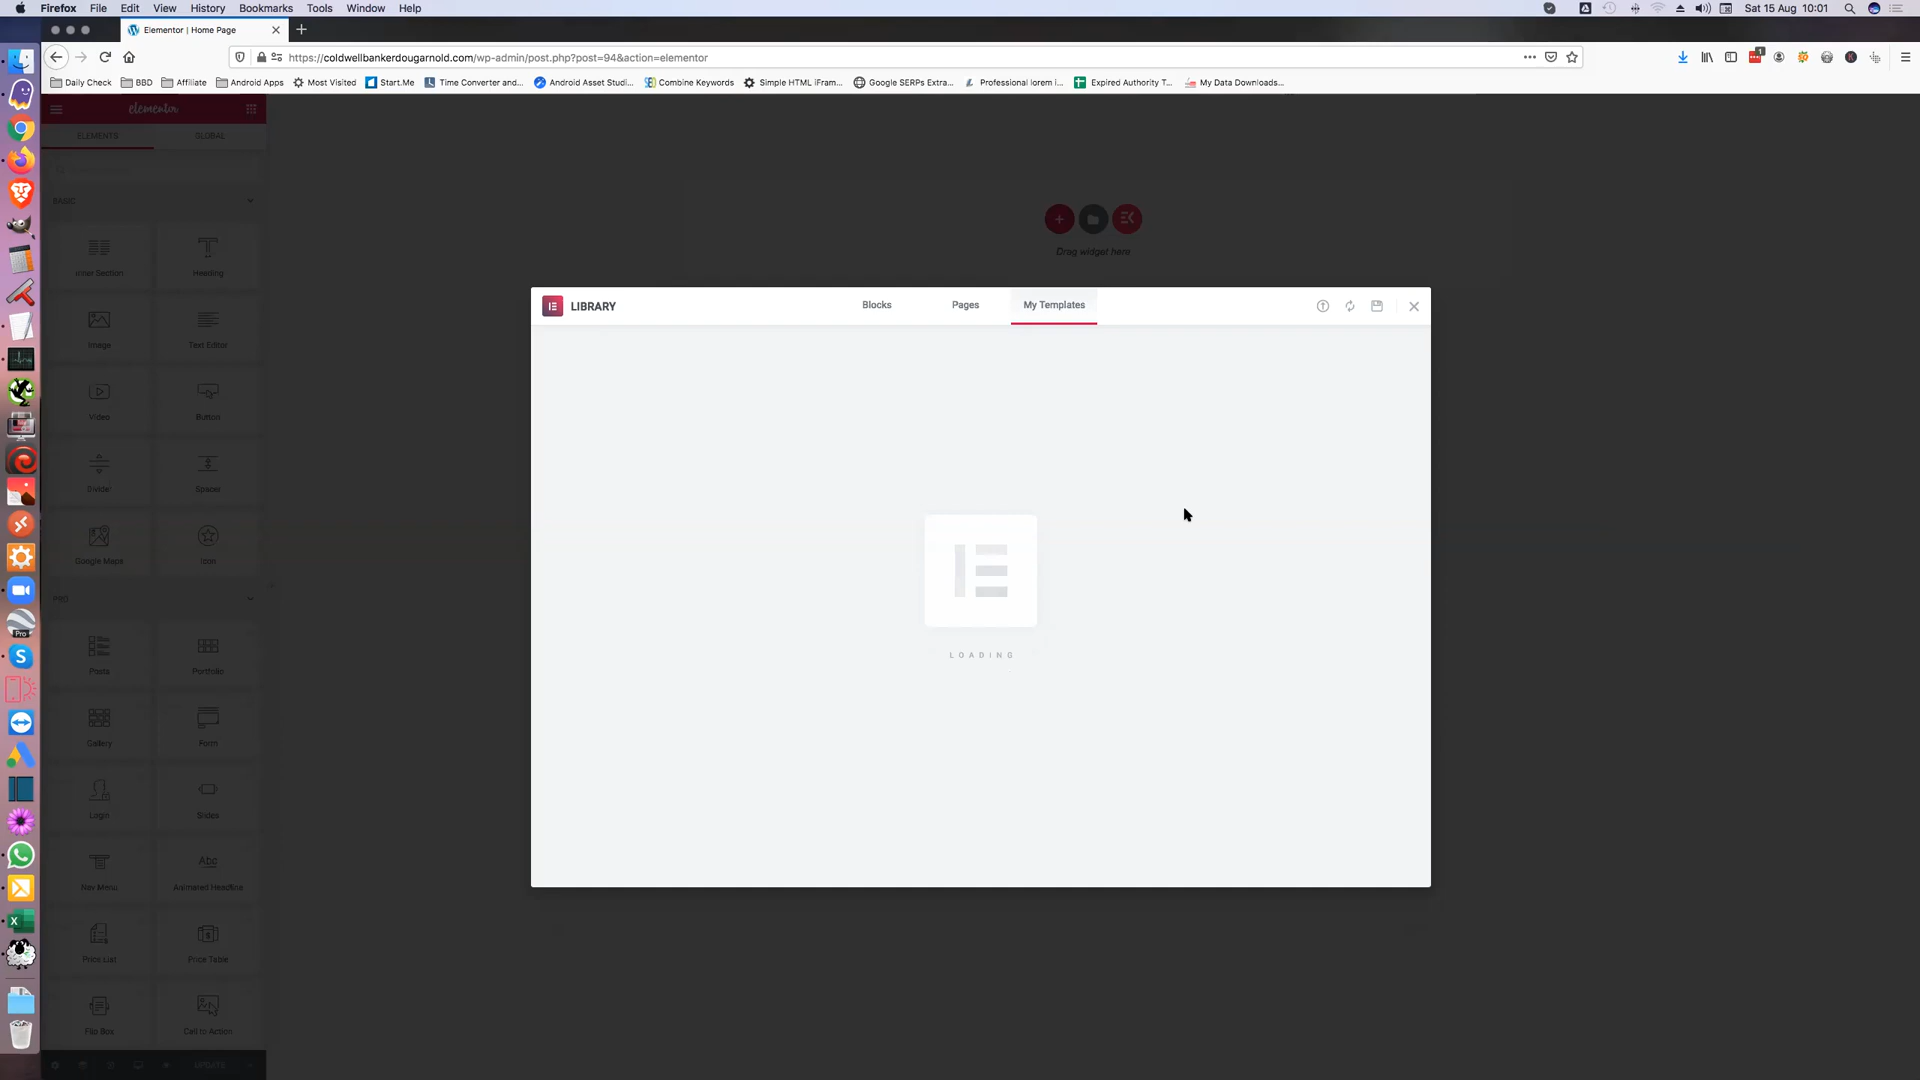 Firefox File Edit View History Bookmarks Tools Window Help Sat 15 Aug 10:01
Elementor | Home Page
https://coldwellbankerdougarnold.com/wp-admin/post.php?post=94&action=elementor
Daily Check BBD Affiliate Android Apps Most Visited Start.Me Time Converter and... Android Asset Studi... Combine Keywords Simple HTML iFram... Google SERPs Extra... Professional lorem i... Expired Authority T... My Data Downloads...
elementor
ELEMENTS GLOBAL
BASIC
Inner Section Heading
Drag widget here
LIBRARY Blocks Pages My Templates
Image Text Editor
Video Button
Divider Spacer
Google Maps Icon
PRO
LOADING
Posts Portfolio
Gallery Form
Login Slides
Abc
Nav Menu Animated Headline
Price List Price Table
Flip Box Call to Action
UPDATE
Pro